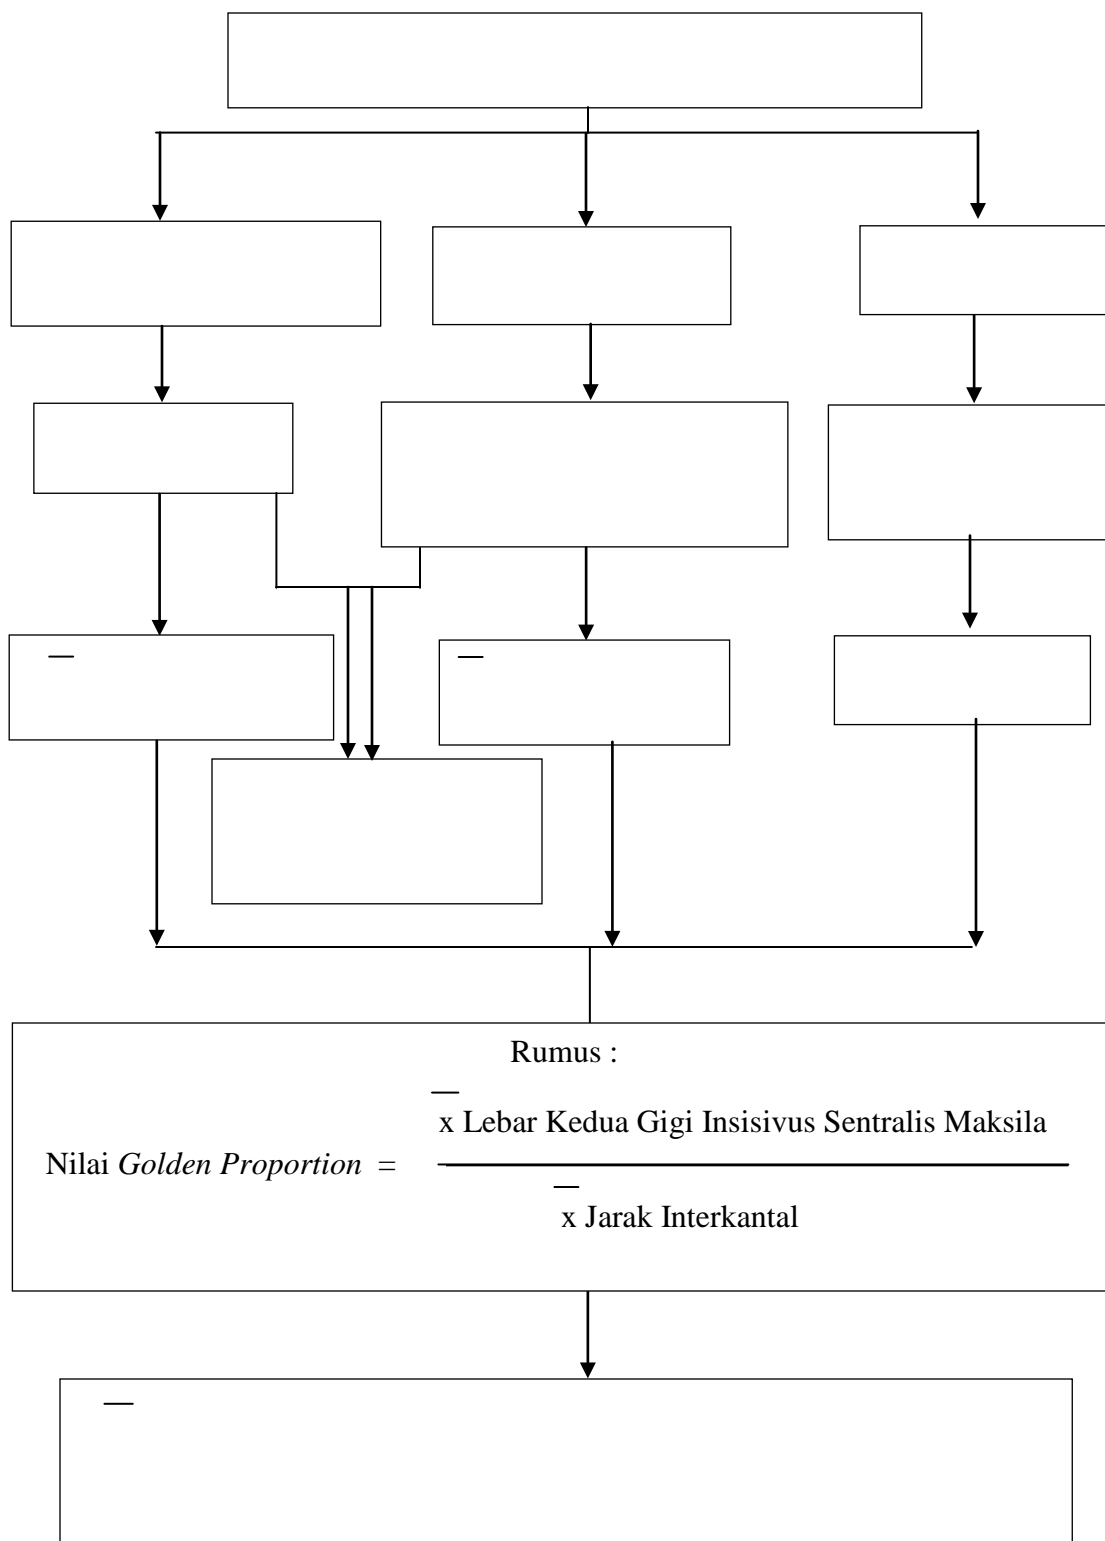 Rumus :
x̅ Lebar Kedua Gigi Insisivus Sentralis Maksila
Nilai Golden Proportion =
x̅ Jarak Interkantal